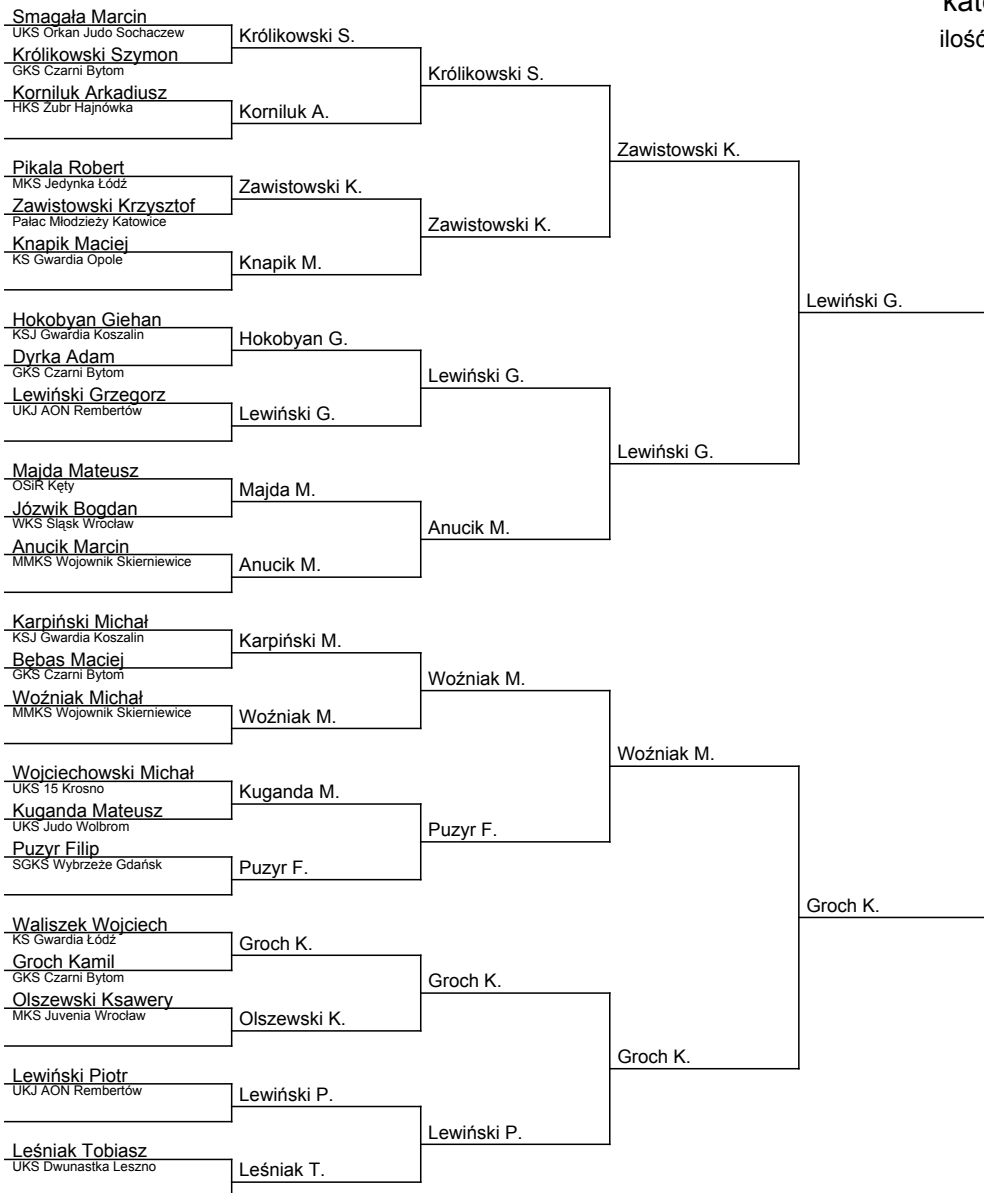 kate
ilość
Smagała Marcin
UKS Orkan Judo Sochaczew
Królikowski S.
Królikowski Szymon
GKS Czarni Bytom
Królikowski S.
Korniluk Arkadiusz
HKS Żubr Hajnówka
Korniluk A.
Zawistowski K.
Pikala Robert
MKS Jedynka Łódź
Zawistowski K.
Zawistowski Krzysztof
Pałac Młodzieży Katowice
Zawistowski K.
Knapik Maciej
KS Gwardia Opole
Knapik M.
Lewiński G.
Hokobyan Giehan
KSJ Gwardia Koszalin
Hokobyan G.
Dyrka Adam
GKS Czarni Bytom
Lewiński G.
Lewiński Grzegorz
UKJ AON Rembertów
Lewiński G.
Lewiński G.
Majda Mateusz
OSiR Kęty
Majda M.
Józwik Bogdan
WKS Śląsk Wrocław
Anucik M.
Anucik Marcin
MMKS Wojownik Skierniewice
Anucik M.
Karpiński Michał
KSJ Gwardia Koszalin
Karpiński M.
Bębas Maciej
GKS Czarni Bytom
Woźniak M.
Woźniak Michał
MMKS Wojownik Skierniewice
Woźniak M.
Woźniak M.
Wojciechowski Michał
UKS 15 Krosno
Kuganda M.
Kuganda Mateusz
UKS Judo Wolbrom
Puzyr F.
Puzyr Filip
SGKS Wybrzeże Gdańsk
Puzyr F.
Groch K.
Waliszek Wojciech
KS Gwardia Łódź
Groch K.
Groch Kamil
GKS Czarni Bytom
Groch K.
Olszewski Ksawery
MKS Juvenia Wrocław
Olszewski K.
Groch K.
Lewiński Piotr
UKJ AON Rembertów
Lewiński P.
Lewiński P.
Leśniak Tobiasz
UKS Dwunastka Leszno
Leśniak T.